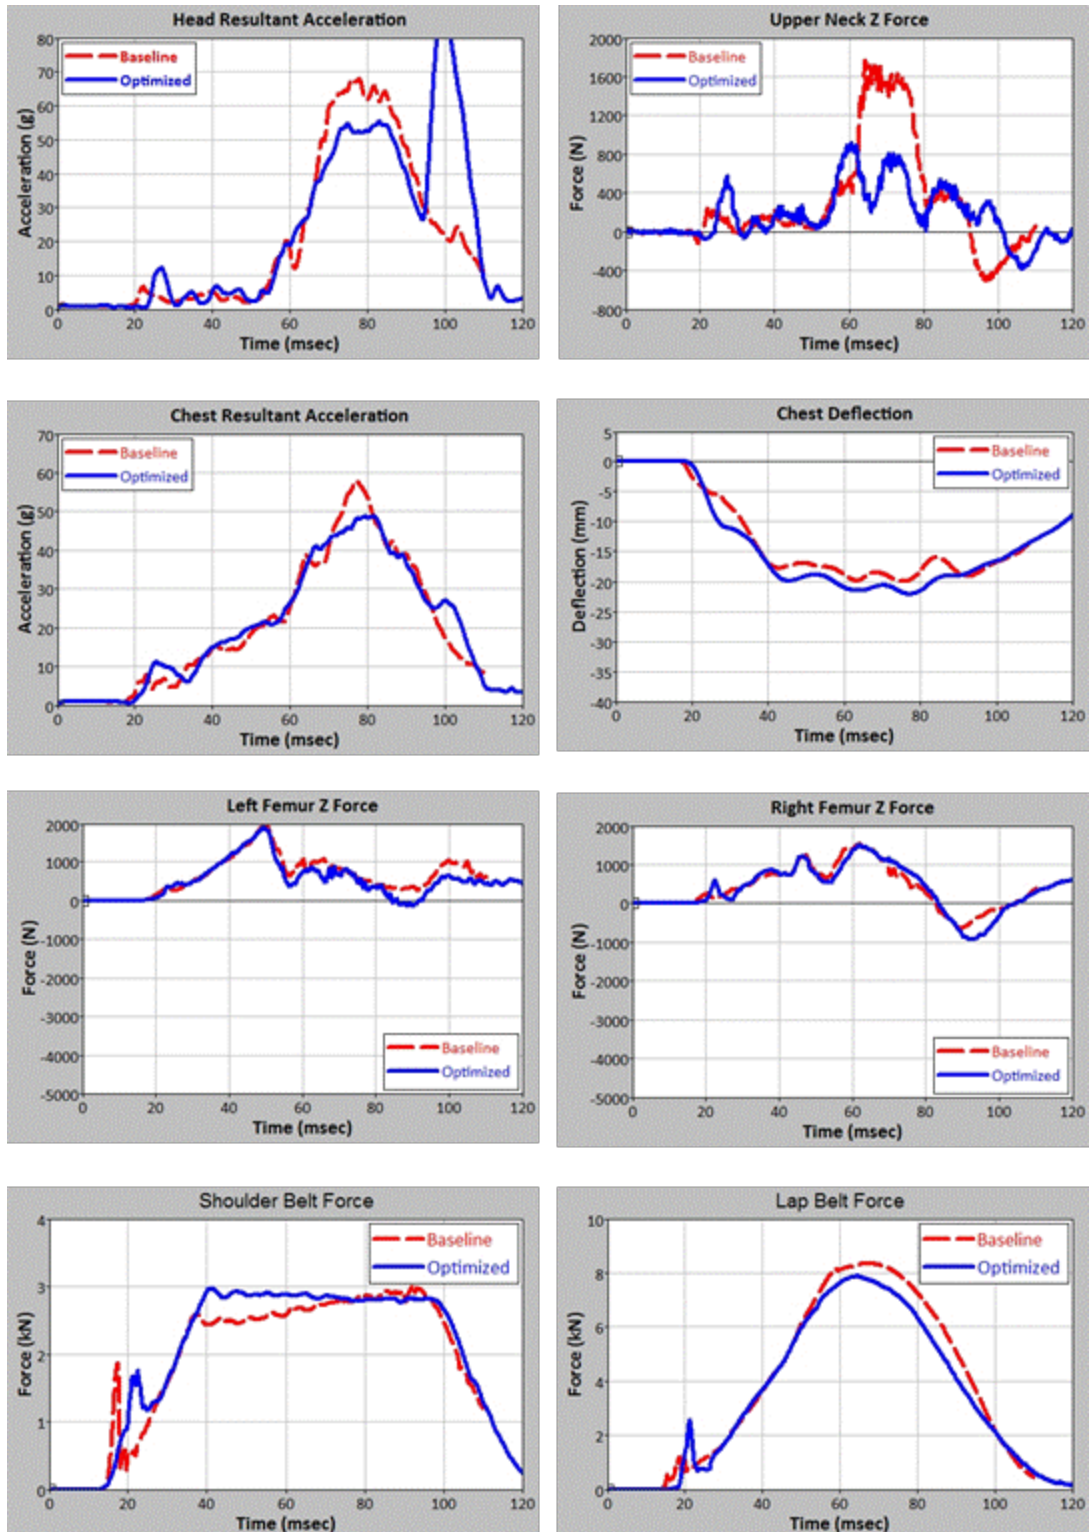 Head Resultant Acceleration
Baseline
Optimized
80
70
60
50
40
30
20
10
0
Acceleration (g)
0 20 40 60 80 100 120
Time (msec)
Upper Neck Z Force
Baseline
Optimized
2000
1600
1200
800
400
0
-400
-800
Force (N)
0 20 40 60 80 100 120
Time (msec)
Chest Resultant Acceleration
Baseline
Optimized
70
60
50
40
30
20
10
0
Acceleration (g)
0 20 40 60 80 100 120
Time (msec)
Chest Deflection
Baseline
Optimized
5
0
-5
-10
-15
-20
-25
-30
-35
-40
Deflection (mm)
0 20 40 60 80 100 120
Time (msec)
Left Femur Z Force
2000
1000
0
-1000
-2000
-3000
-4000
-5000
Force (N)
Baseline
Optimized
0 20 40 60 80 100 120
Time (msec)
Right Femur Z Force
2000
1000
0
-1000
-2000
-3000
-4000
-5000
Force (N)
Baseline
Optimized
0 20 40 60 80 100 120
Time (msec)
Shoulder Belt Force
Baseline
Optimized
4
3
2
1
0
Force (kN)
0 20 40 60 80 100 120
Time (msec)
Lap Belt Force
Baseline
Optimized
10
8
6
4
2
0
Force (kN)
0 20 40 60 80 100 120
Time (msec)